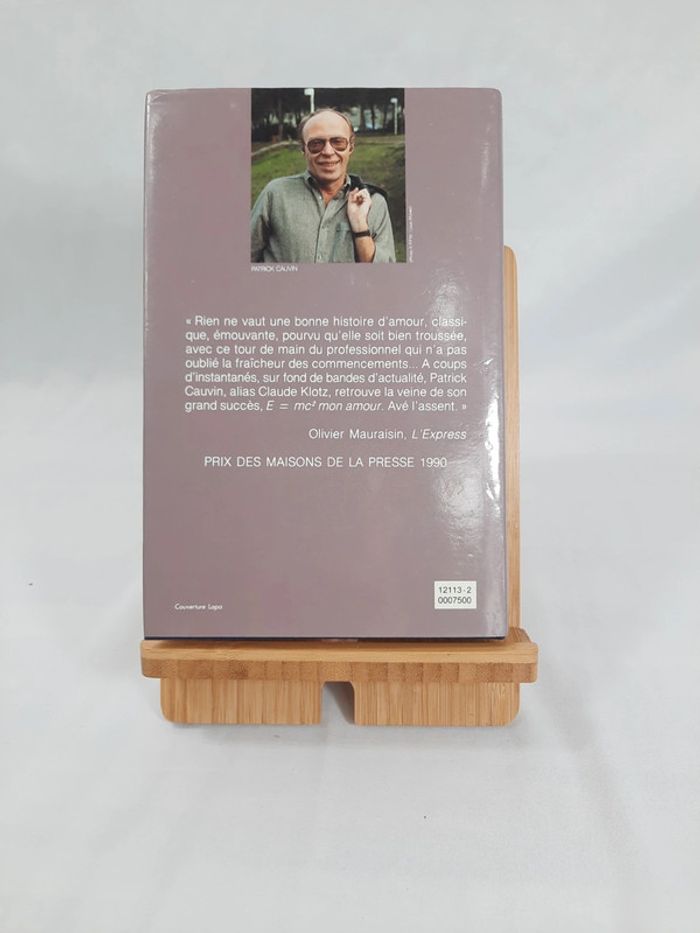 PATRICK CAUVIN
« Rien ne vaut une bonne histoire d'amour, classi-
que, émouvante, pourvu qu'elle soit bien troussée,
avec ce tour de main du professionnel qui n'a pas
oublié la fraîcheur des commencements... A coups
d'instantanés, sur fond de bandes d'actualité, Patrick
Cauvin, alias Claude Klotz, retrouve la veine de son
grand succès, E = mc² mon amour. Avé l'assent. »
Olivier Mauraisin, L'Express
PRIX DES MAISONS DE LA PRESSE 1990
Couverture Lapa
12113-2
0007500